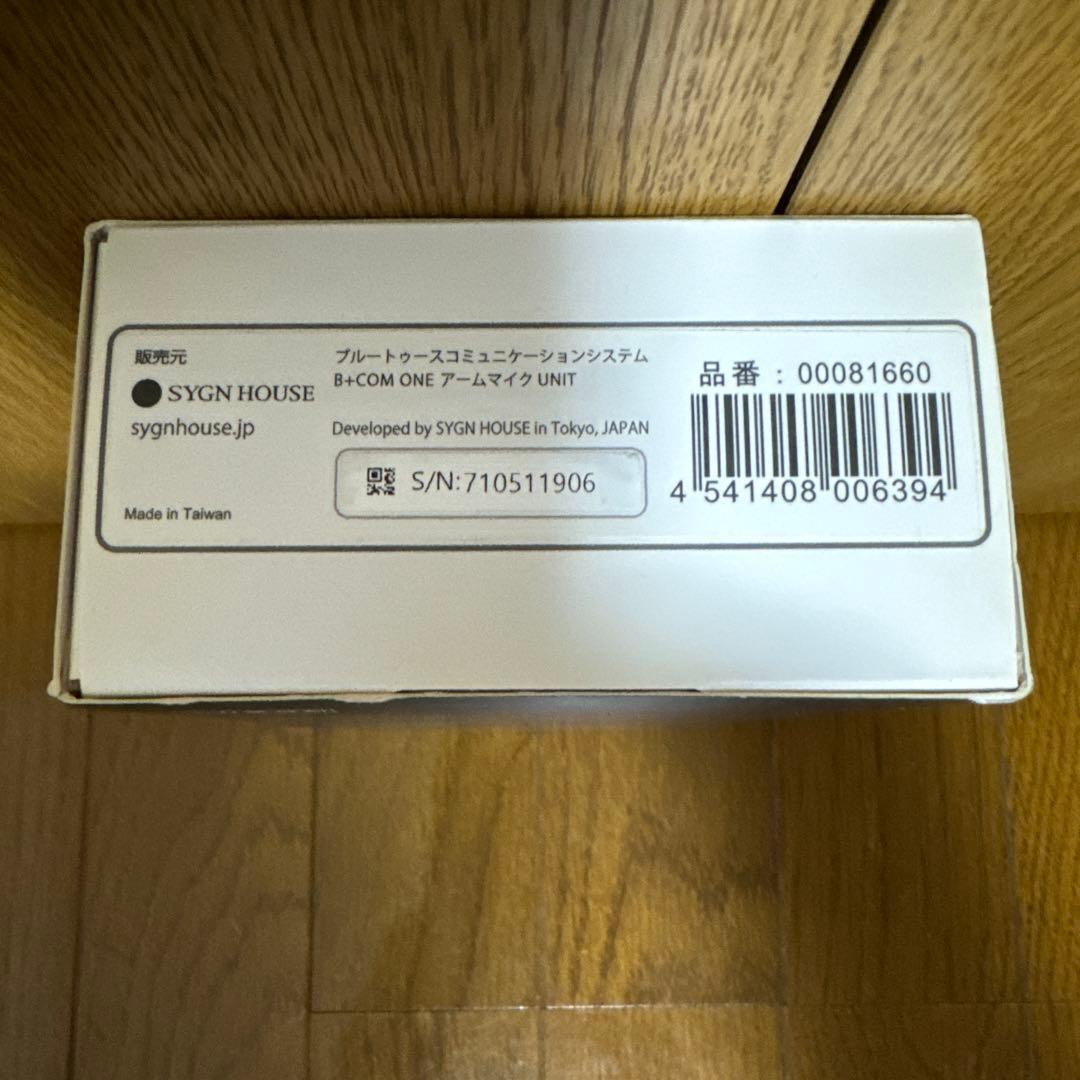 販売元
SYGN HOUSE
sygnhouse.jp
Made in Taiwan
ブルートゥースコミュニケーションシステム
B+COM ONE アームマイク UNIT
Developed by SYGN HOUSE in Tokyo, JAPAN
S/N:710511906
品番 : 00081660
4 541408 006394